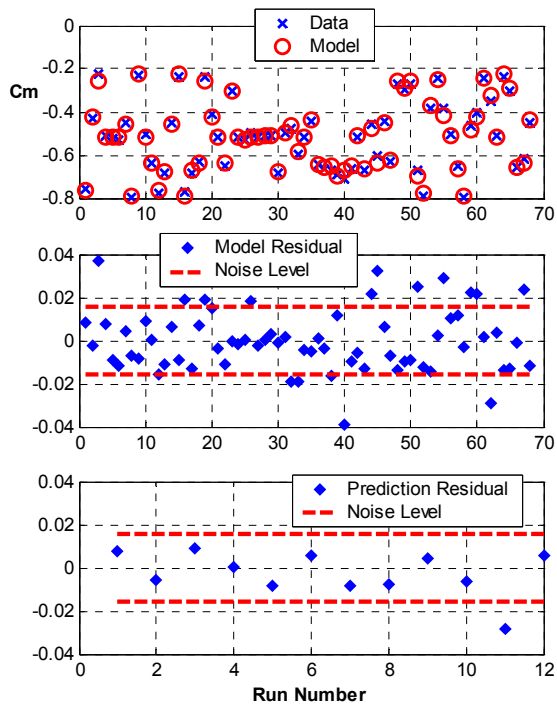 0
-0.2
-0.4
-0.6
-0.8
Cm
Data
Model
0 10 20 30 40 50 60 70
0.04
0.02
0
-0.02
-0.04
Model Residual
Noise Level
0 10 20 30 40 50 60 70
0.04
0.02
0
-0.02
-0.04
Prediction Residual
Noise Level
0 2 4 6 8 10 12
Run Number